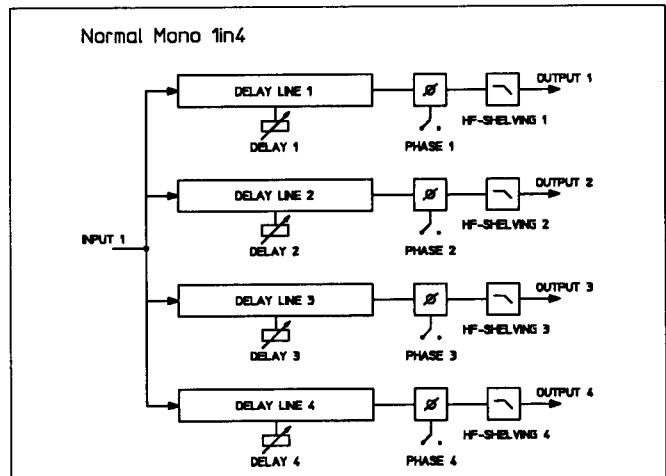 Normal Mono 1in4
DELAY LINE 1
OUTPUT 1
DELAY 1
PHASE 1
HF-SHELVING 1
DELAY LINE 2
OUTPUT 2
DELAY 2
PHASE 2
HF-SHELVING 2
INPUT 1
DELAY LINE 3
OUTPUT 3
DELAY 3
PHASE 3
HF-SHELVING 3
DELAY LINE 4
OUTPUT 4
DELAY 4
PHASE 4
HF-SHELVING 4